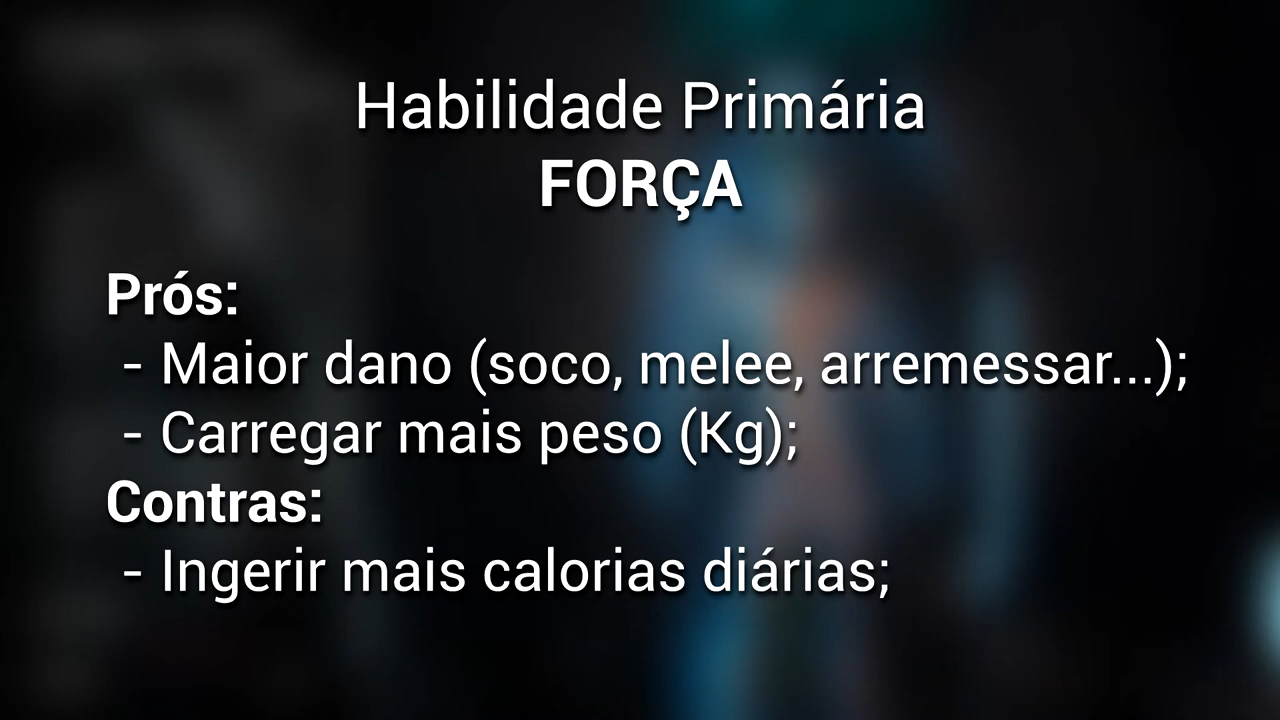 Habilidade Primária
FORÇA
Prós:
- Maior dano (soco, melee, arremessar...);
- Carregar mais peso (Kg);
Contras:
- Ingerir mais calorias diárias;